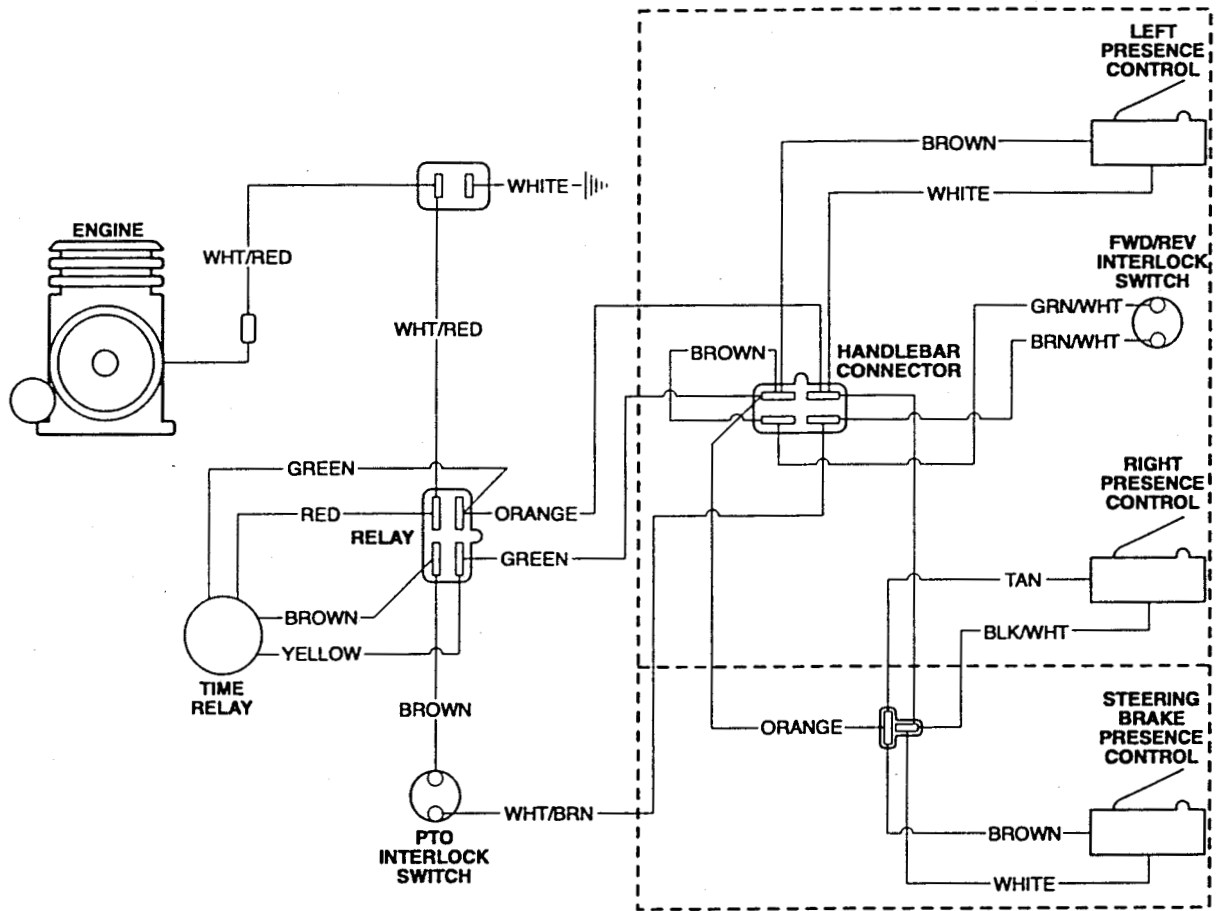 LEFT
PRESENCE
CONTROL
BROWN
WHITE
WHITE
ENGINE
WHT/RED
FWD/REV
INTERLOCK
SWITCH
GRN/WHT
BRN/WHT
WHT/RED
BROWN
HANDLEBAR
CONNECTOR
GREEN
RED
ORANGE
RELAY
GREEN
RIGHT
PRESENCE
CONTROL
TAN
BLK/WHT
BROWN
YELLOW
TIME
RELAY
BROWN
ORANGE
STEERING
BRAKE
PRESENCE
CONTROL
WHT/BRN
PTO
INTERLOCK
SWITCH
BROWN
WHITE